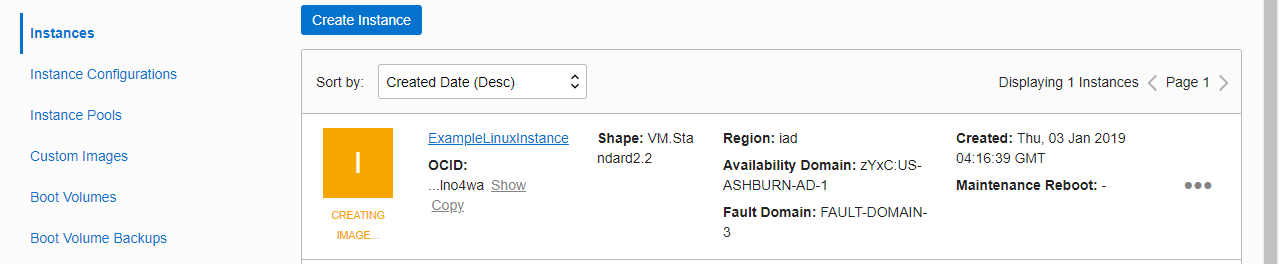 Instances
Instance Configurations
Instance Pools
Custom Images
Boot Volumes
Boot Volume Backups
Create Instance
Sort by: Created Date (Desc)
Displaying 1 Instances Page 1
I
CREATING
IMAGE...
ExampleLinuxInstance
OCID:
...lno4wa Show
Copy
Shape: VM.Sta
ndard2.2
Region: iad
Availability Domain: zYxC:US-
ASHBURN-AD-1
Fault Domain: FAULT-DOMAIN-
3
Created: Thu, 03 Jan 2019
04:16:39 GMT
Maintenance Reboot: -